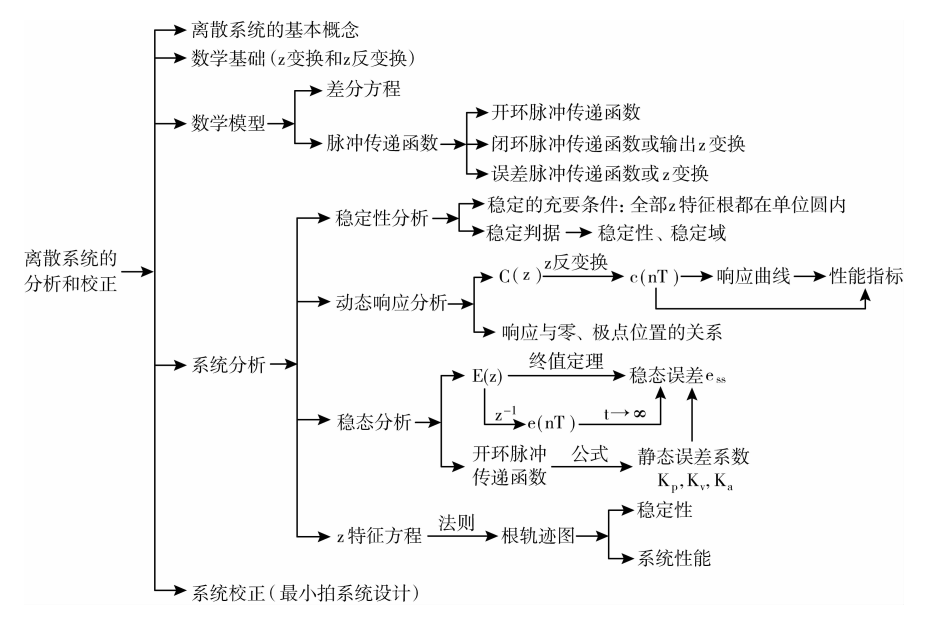 离散系统的基本概念
数学基础(z变换和z反变换)
差分方程
数学模型
脉冲传递函数
开环脉冲传递函数
闭环脉冲传递函数或输出z变换
误差脉冲传递函数或z变换
离散系统的
分析和校正
系统分析
稳定性分析
稳定的充要条件:全部z特征根都在单位圆内
稳定判据
稳定性、稳定域
动态响应分析
C(z)
z反变换
c(nT)
响应曲线
性能指标
响应与零、极点位置的关系
稳态分析
E(z)
终值定理
稳态误差ess
z-1
e(nT)
t→∞
开环脉冲
传递函数
公式
静态误差系数
Kp,Kv,Ka
z特征方程
法则
根轨迹图
稳定性
系统性能
系统校正(最小拍系统设计)